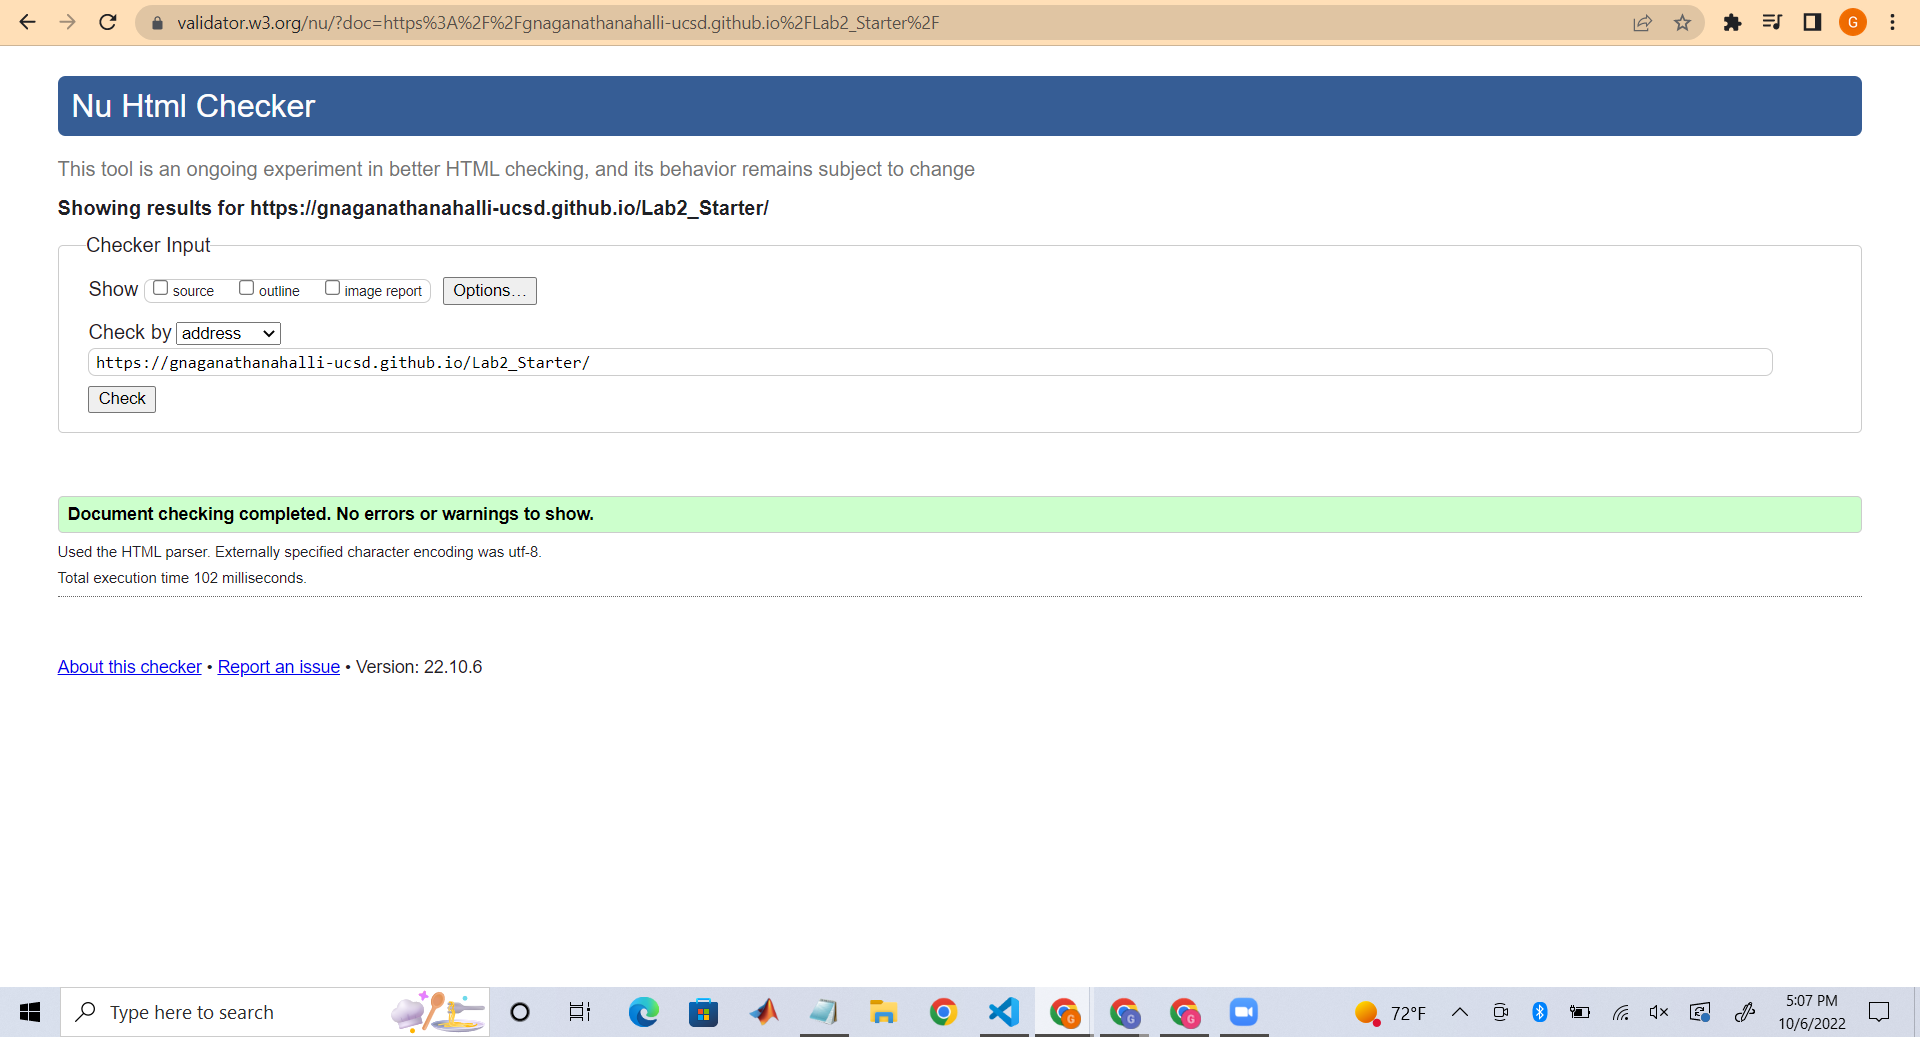 validator.w3.org/nu/?doc=https%3A%2F%2Fgnaganathanahalli-ucsd.github.io%2FLab2_Starter%2F
G
Nu Html Checker
This tool is an ongoing experiment in better HTML checking, and its behavior remains subject to change
Showing results for https://gnaganathanahalli-ucsd.github.io/Lab2_Starter/
Checker Input
Show source outline image report Options...
Check by address
https://gnaganathanahalli-ucsd.github.io/Lab2_Starter/
Check
Document checking completed. No errors or warnings to show.
Used the HTML parser. Externally specified character encoding was utf-8.
Total execution time 102 milliseconds.
About this checker • Report an issue • Version: 22.10.6
Type here to search
G G G
72°F
5:07 PM
10/6/2022